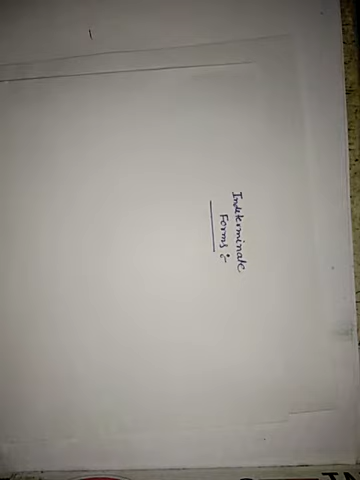 Indeterminate
Forms :-